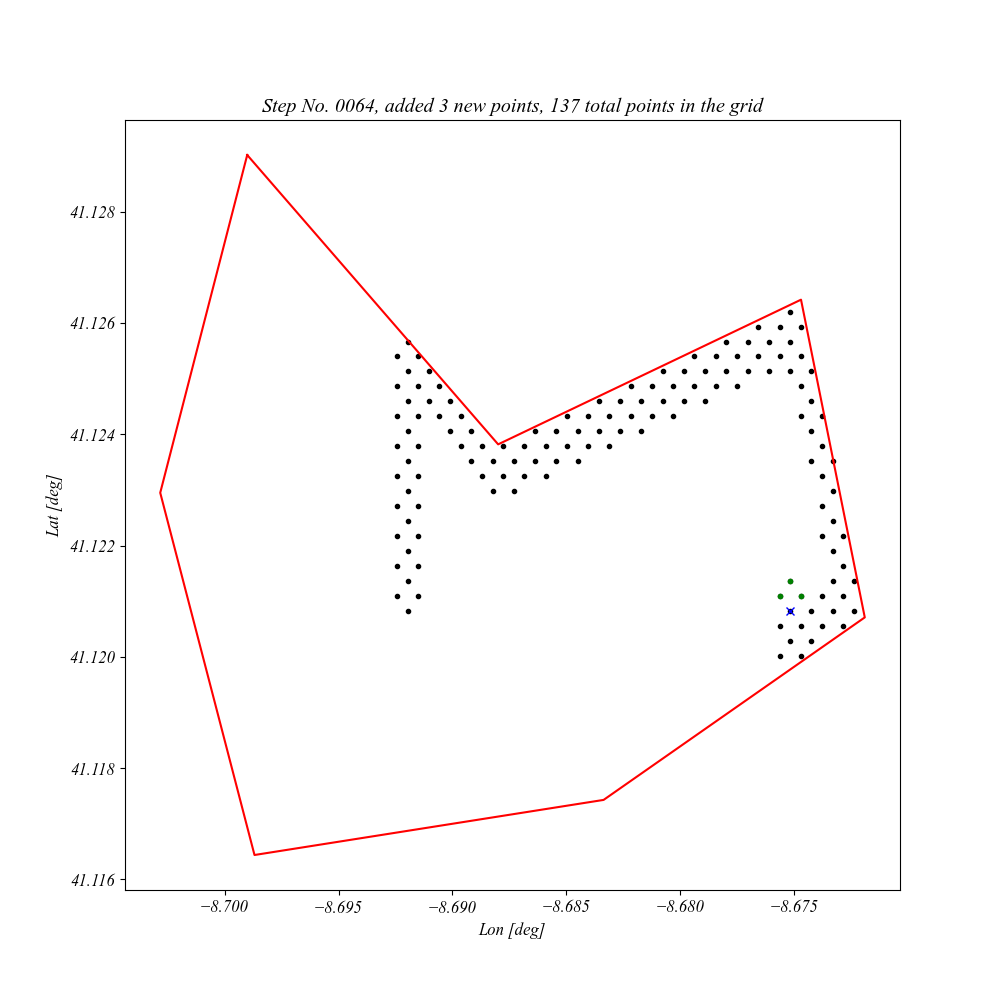 Step No. 0064, added 3 new points, 137 total points in the grid
41.128
41.126
41.124
41.122
41.120
41.118
41.116
Lat [deg]
−8.700 −8.695 −8.690 −8.685 −8.680 −8.675
Lon [deg]